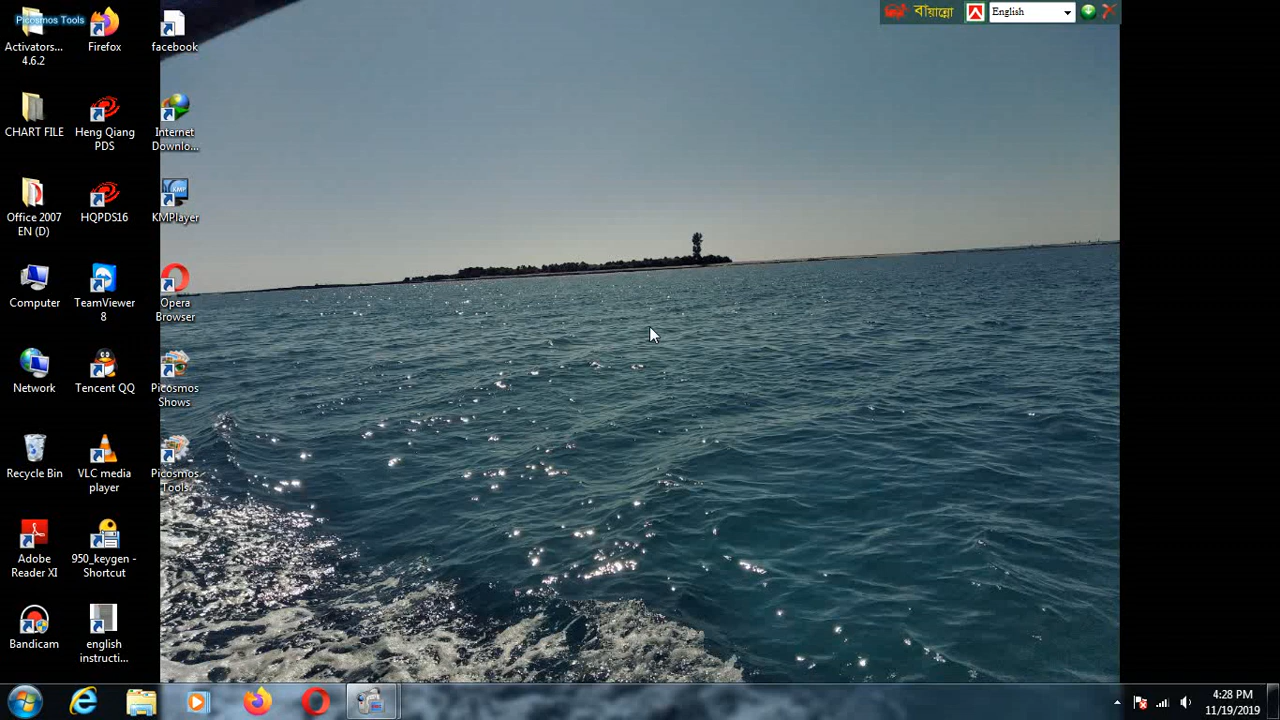 Picosmos Tools
Activators...
4.6.2
Firefox
facebook
CHART FILE
Heng Qiang
PDS
Internet
Downlo...
Office 2007
EN (D)
HQPDS16
KMPlayer
KMP
Computer
TeamViewer
8
Opera
Browser
Network
Tencent QQ
Picosmos
Shows
Recycle Bin
VLC media
player
Picosmos
Tools
Adobe
Reader XI
950_keygen -
Shortcut
Bandicam
english
instructi...
বায়ান্নো
English
4:28 PM
11/19/2019